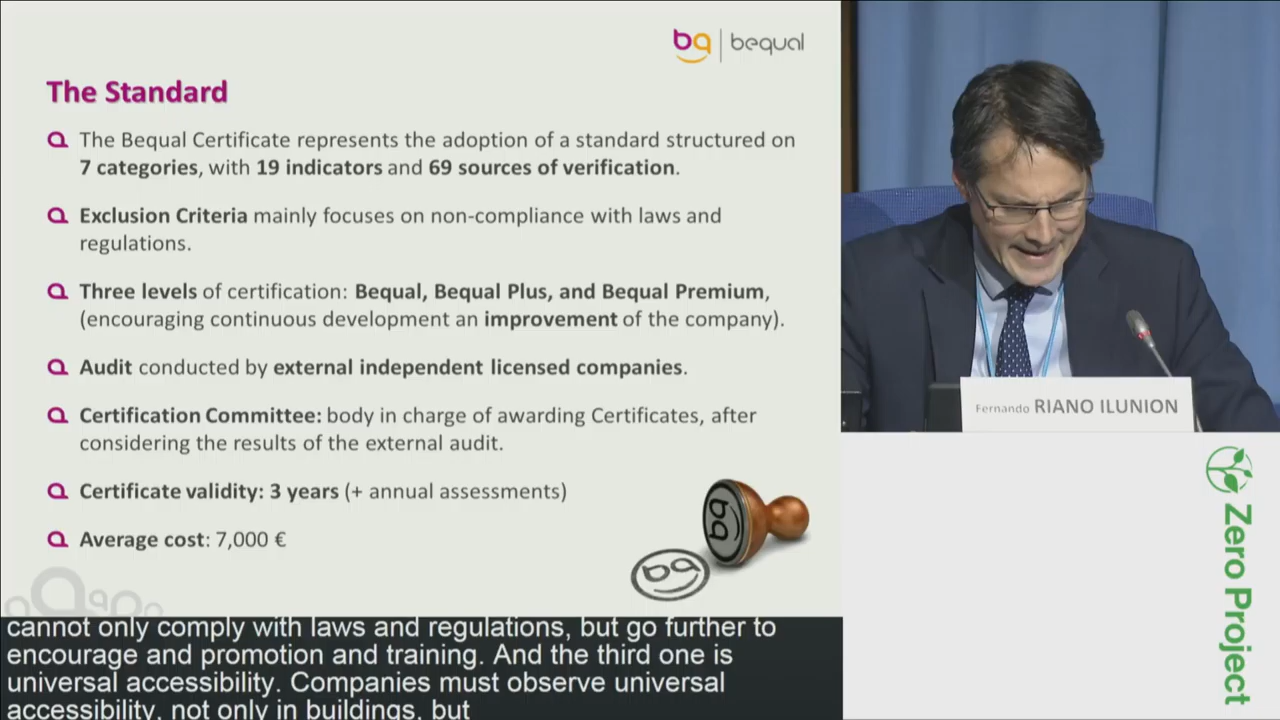 bq | bequal
The Standard
The Bequal Certificate represents the adoption of a standard structured on
7 categories, with 19 indicators and 69 sources of verification.
Exclusion Criteria mainly focuses on non-compliance with laws and
regulations.
Three levels of certification: Bequal, Bequal Plus, and Bequal Premium,
(encouraging continuous development an improvement of the company).
Audit conducted by external independent licensed companies.
Certification Committee: body in charge of awarding Certificates, after
considering the results of the external audit.
Certificate validity: 3 years (+ annual assessments)
Average cost: 7,000 €
bq
bq
Fernando RIANO ILUNION
Zero Project
cannot only comply with laws and regulations, but go further to
encourage and promotion and training. And the third one is
universal accessibility. Companies must observe universal
accessibility, not only in buildings, but